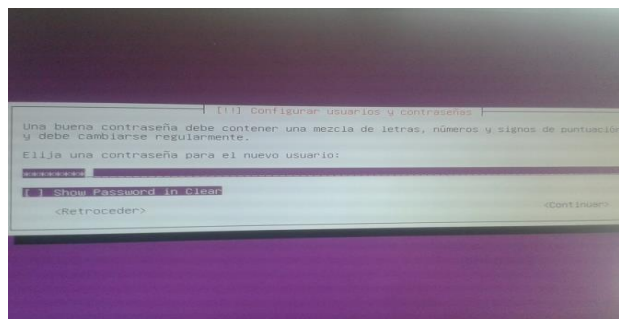 [!!] Configurar usuarios y contraseñas
Una buena contraseña debe contener una mezcla de letras, números y signos de puntuación
y debe cambiarse regularmente.
Elija una contraseña para el nuevo usuario:
********
[ ] Show Password in Clear
<Retroceder> <Continuar>